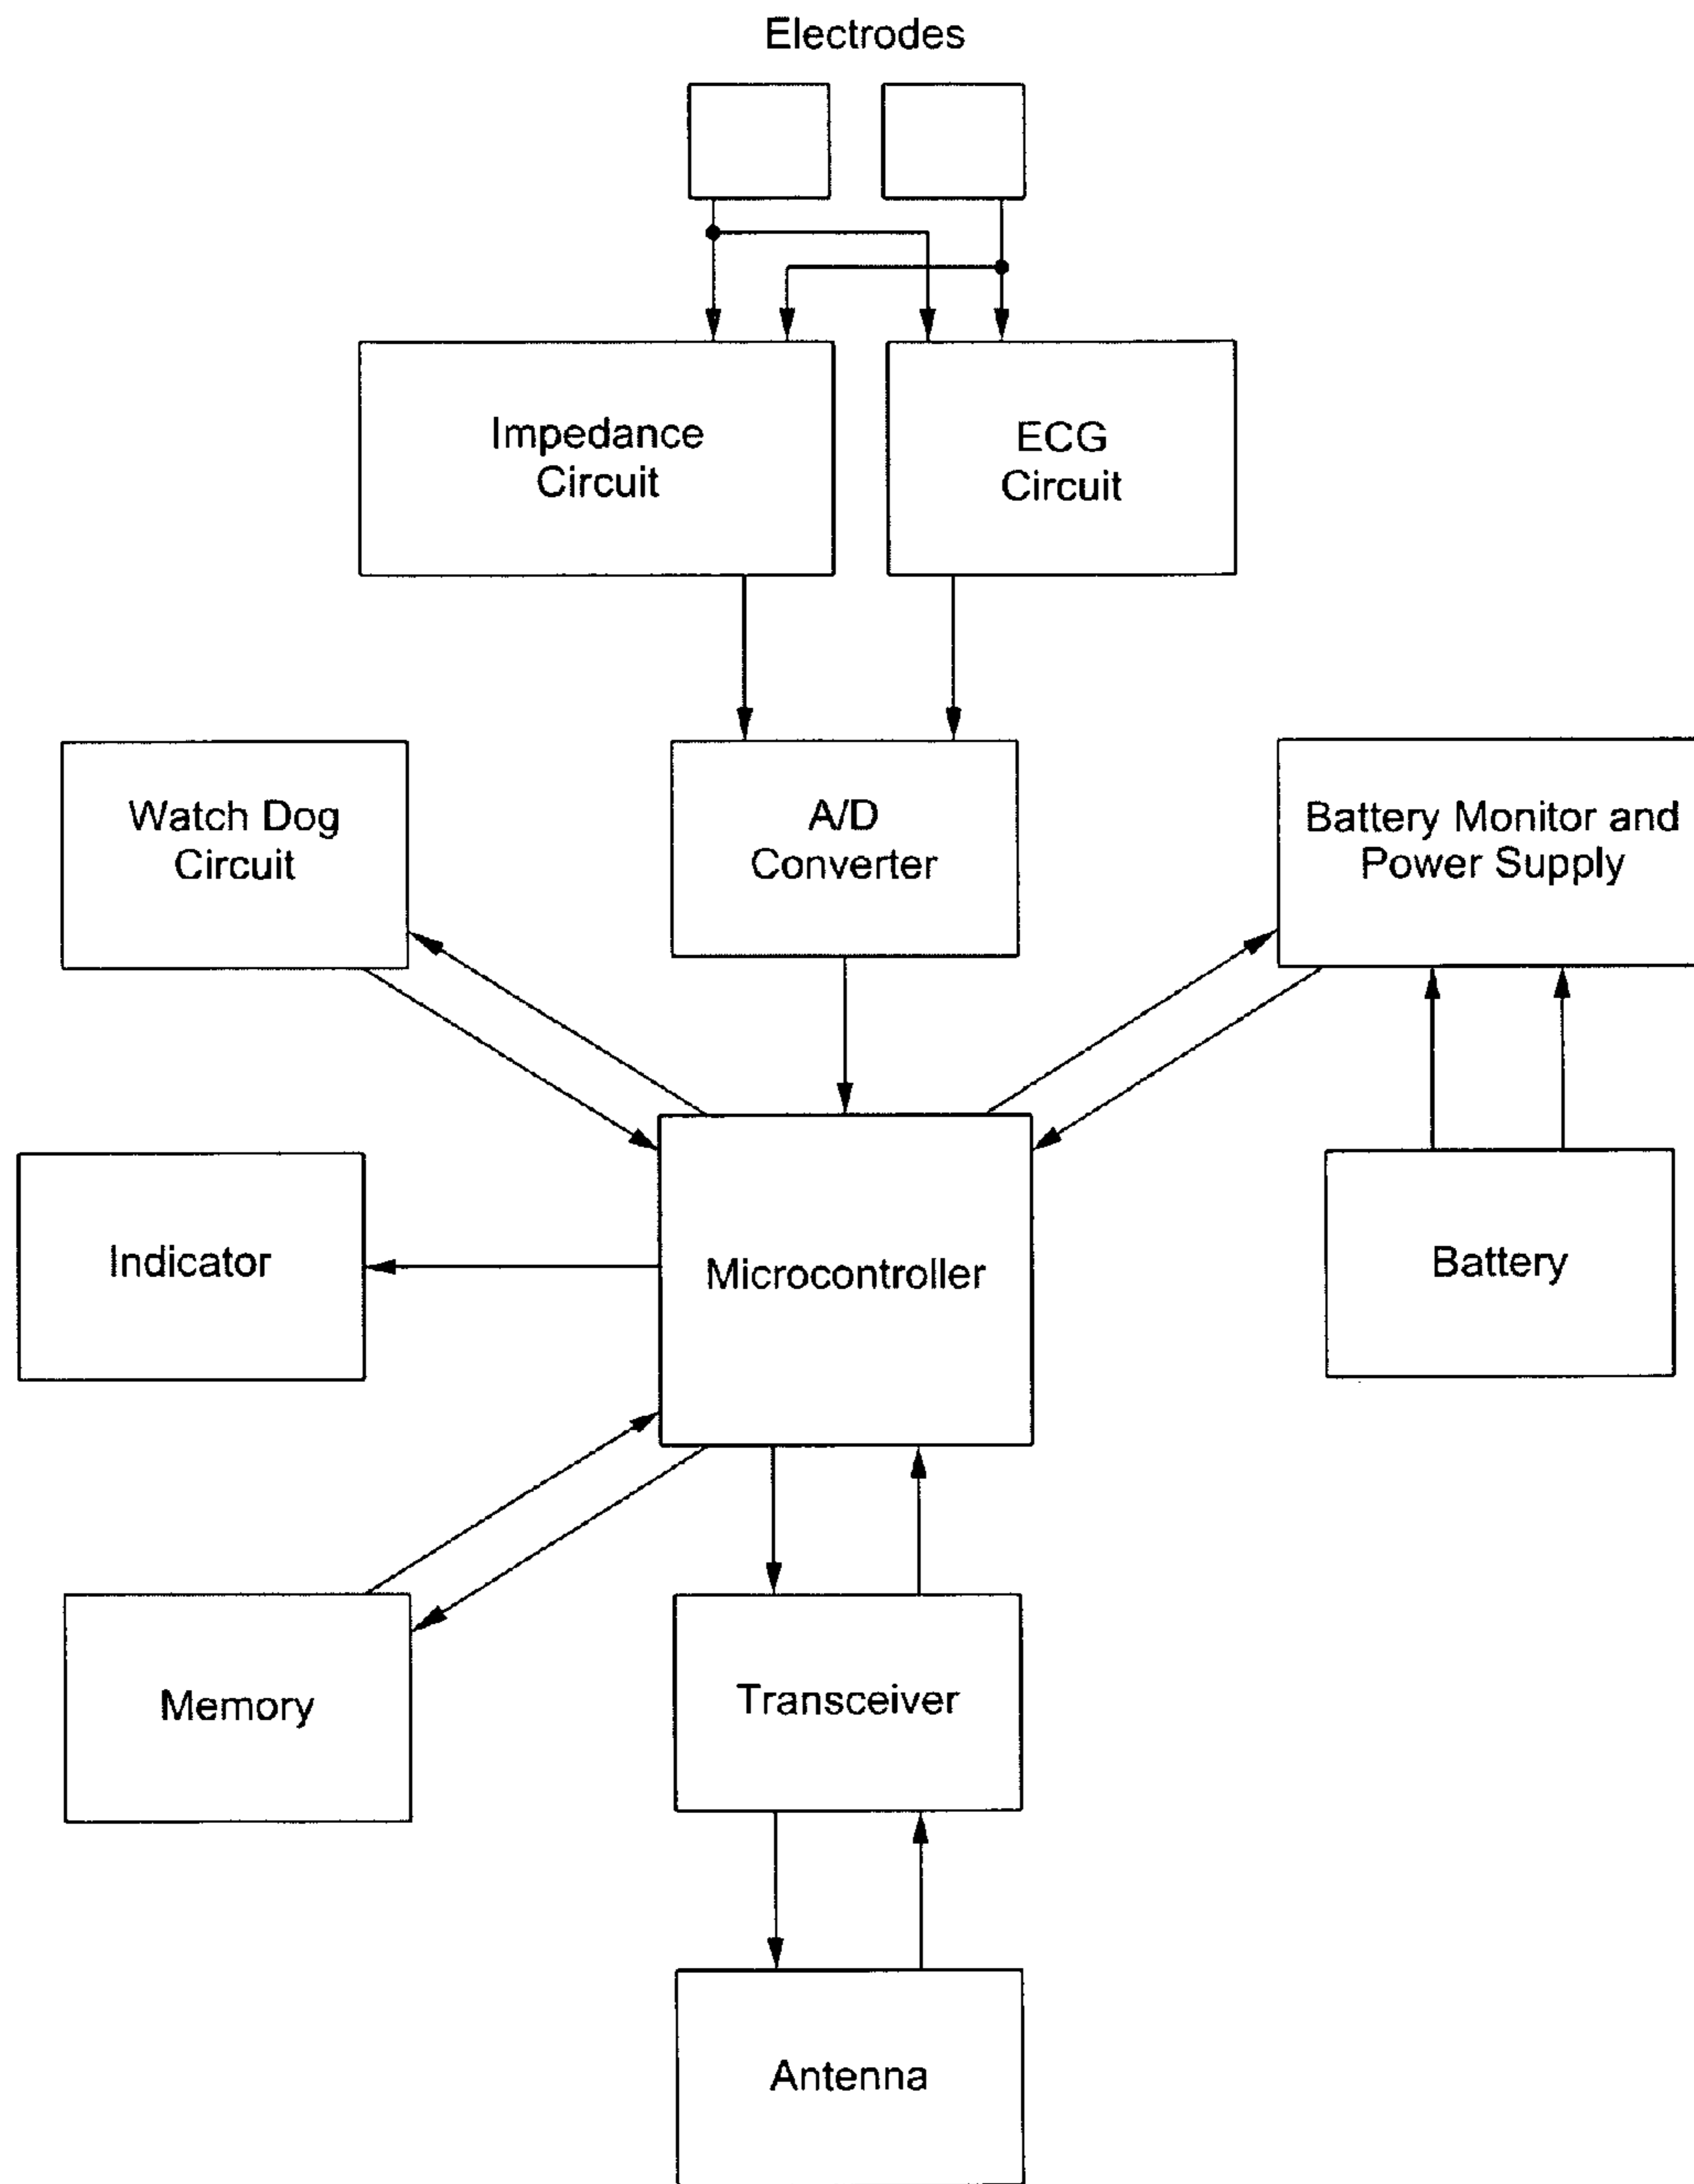 Electrodes
Impedance
Circuit
ECG
Circuit
Watch Dog
Circuit
A/D
Converter
Battery Monitor and
Power Supply
Indicator
Microcontroller
Battery
Memory
Transceiver
Antenna